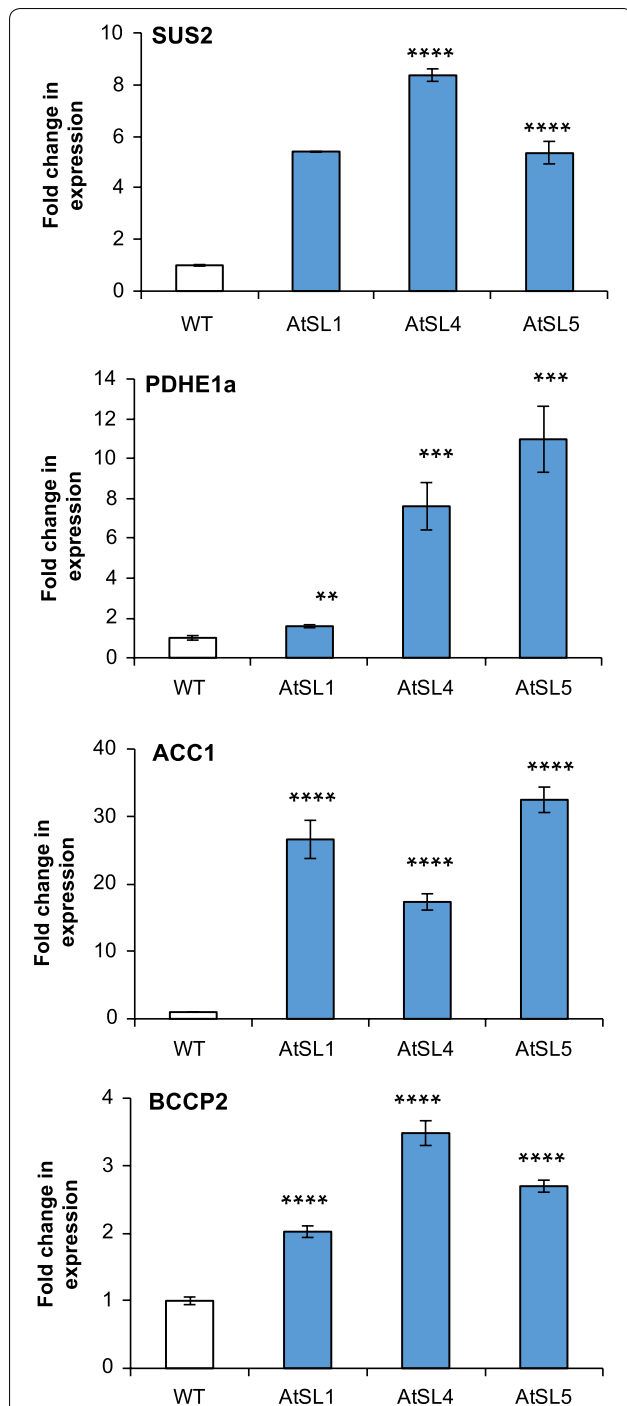 SUS2
Fold change in
expression
10
8
6
4
2
0
****
****
WT AtSL1 AtSL4 AtSL5
PDHE1a
Fold change in
expression
14
12
10
8
6
4
2
0
**
***
***
WT AtSL1 AtSL4 AtSL5
ACC1
Fold change in
expression
40
30
20
10
0
****
****
****
WT AtSL1 AtSL4 AtSL5
BCCP2
Fold change in
expression
4
3
2
1
0
****
****
****
WT AtSL1 AtSL4 AtSL5